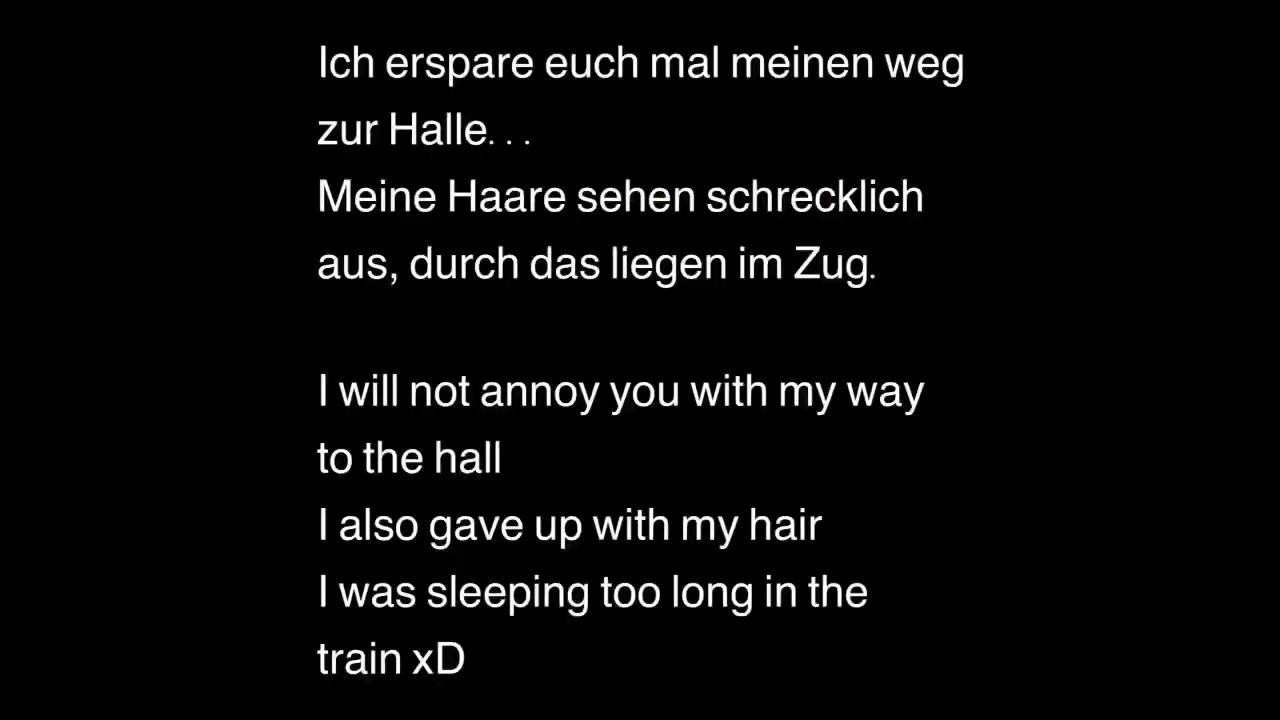 Ich erspare euch mal meinen weg
zur Halle. . .
Meine Haare sehen schrecklich
aus, durch das liegen im Zug.
I will not annoy you with my way
to the hall
I also gave up with my hair
I was sleeping too long in the
train xD